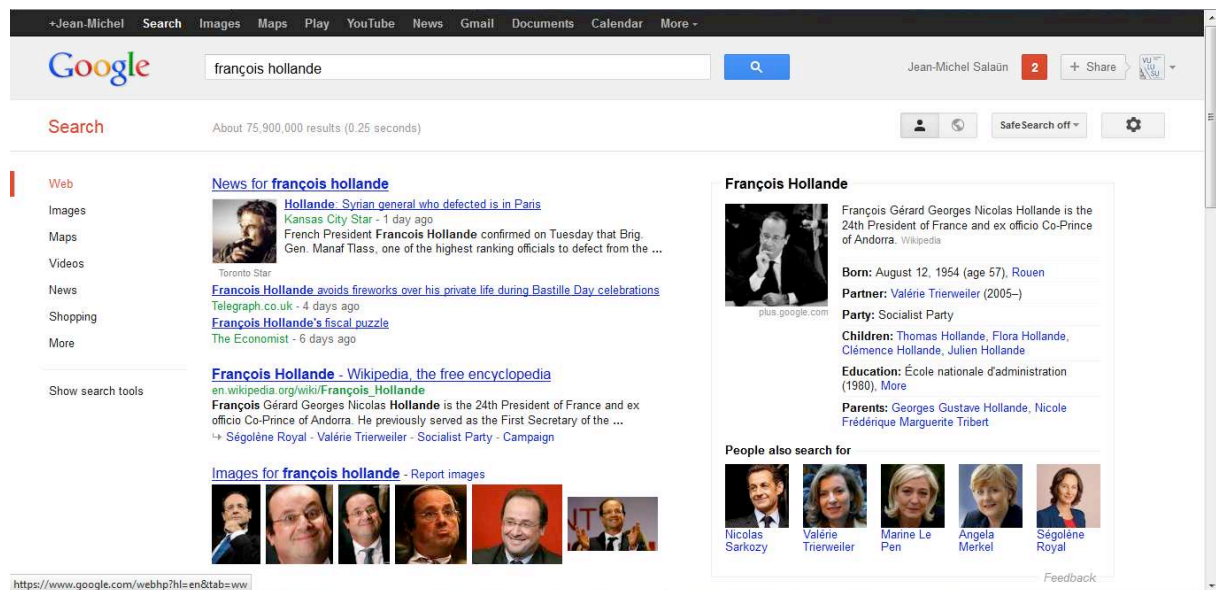 +Jean-Michel Search Images Maps Play YouTube News Gmail Documents Calendar More
Google
françois hollande
Jean-Michel Salaün 2 + Share
Search
About 75,900,000 results (0.25 seconds)
SafeSearch off
Web
Images
Maps
Videos
News
Shopping
More
Show search tools
News for françois hollande
Hollande: Syrian general who defected is in Paris
Kansas City Star - 1 day ago
French President Francois Hollande confirmed on Tuesday that Brig.
Gen. Manaf Tlass, one of the highest ranking officials to defect from the ...
Toronto Star
Francois Hollande avoids fireworks over his private life during Bastille Day celebrations
Telegraph.co.uk - 4 days ago
François Hollande's fiscal puzzle
The Economist - 6 days ago
François Hollande - Wikipedia, the free encyclopedia
en.wikipedia.org/wiki/François_Hollande
François Gérard Georges Nicolas Hollande is the 24th President of France and ex
officio Co-Prince of Andorra. He previously served as the First Secretary of the ...
Ségolène Royal - Valérie Trierweiler - Socialist Party - Campaign
Images for françois hollande - Report images
François Hollande
François Gérard Georges Nicolas Hollande is the
24th President of France and ex officio Co-Prince
of Andorra. Wikipedia
plus.google.com
Born: August 12, 1954 (age 57), Rouen
Partner: Valérie Trierweiler (2005–)
Party: Socialist Party
Children: Thomas Hollande, Flora Hollande,
Clémence Hollande, Julien Hollande
Education: École nationale d'administration
(1980), More
Parents: Georges Gustave Hollande, Nicole
Frédérique Marguerite Tribert
People also search for
Nicolas Sarkozy
Valérie Trierweiler
Marine Le Pen
Angela Merkel
Ségolène Royal
Feedback
https://www.google.com/webhp?hl=en&tab=ww